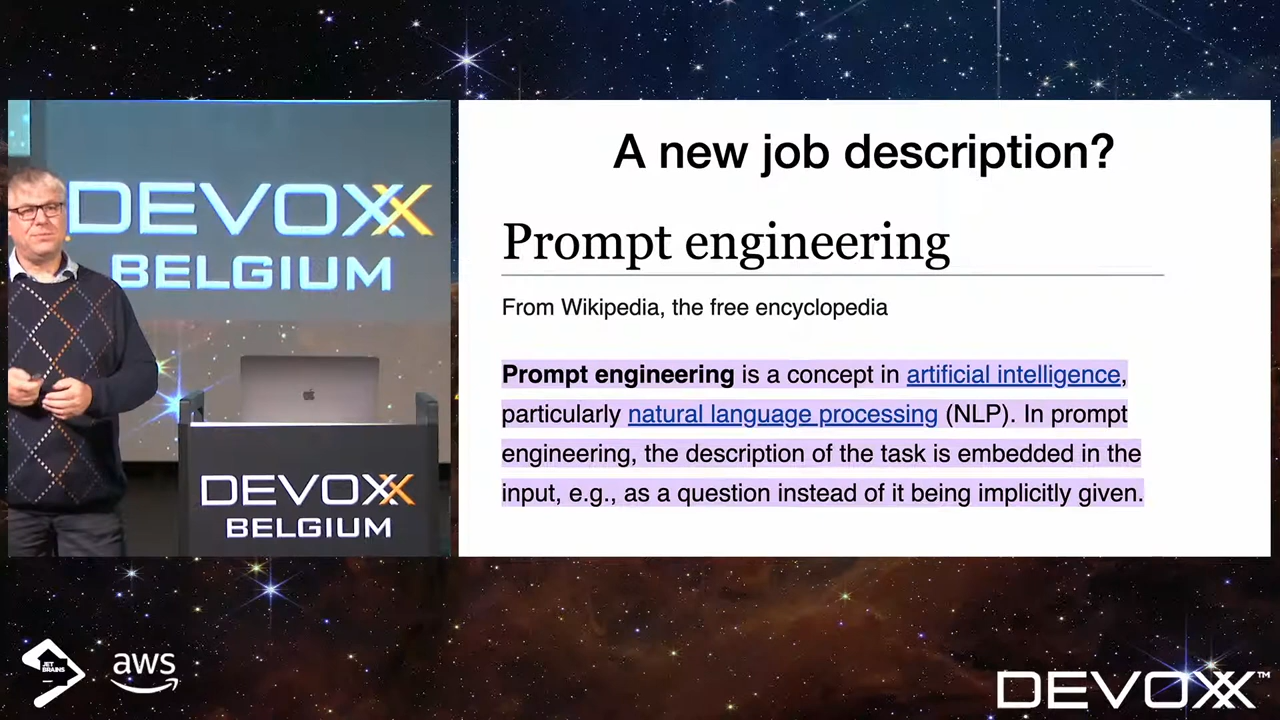 DEVOXX
BELGIUM
DEVOXX
BELGIUM
A new job description?
Prompt engineering
From Wikipedia, the free encyclopedia
Prompt engineering is a concept in artificial intelligence,
particularly natural language processing (NLP). In prompt
engineering, the description of the task is embedded in the
input, e.g., as a question instead of it being implicitly given.
JET
BRAINS
aws
DEVOXX™